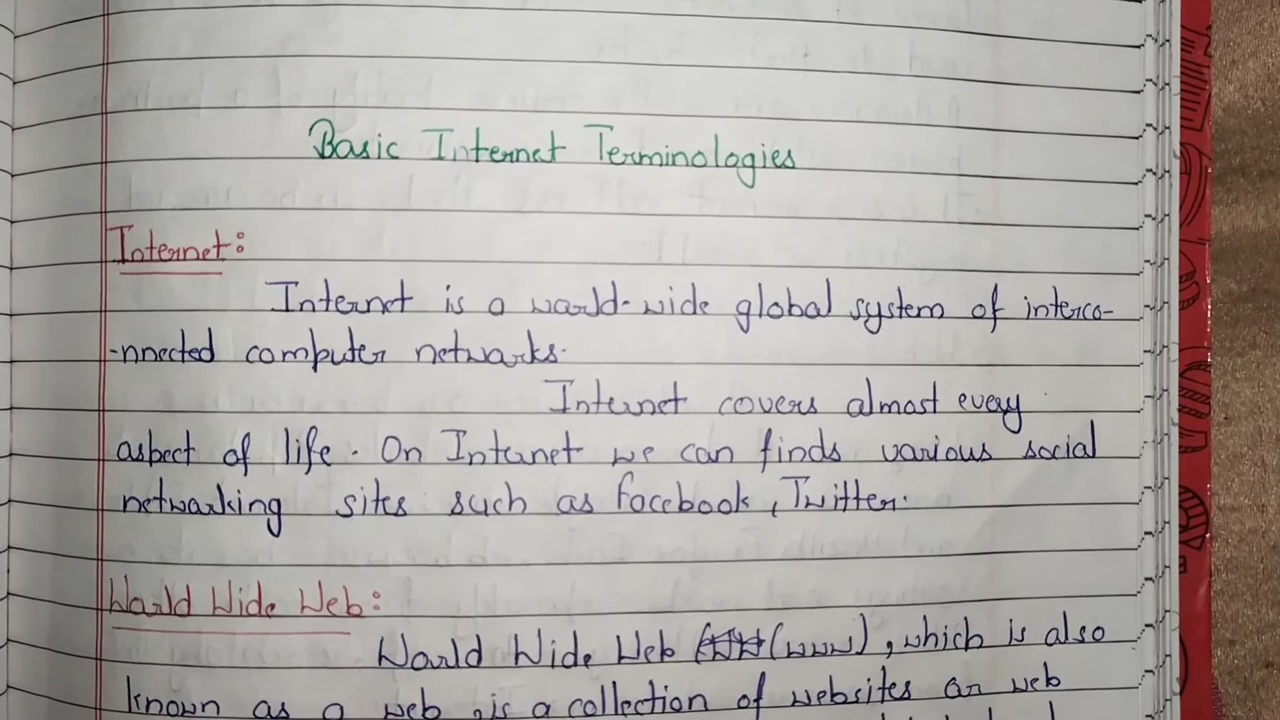 Basic Internet Terminologies
Internet:
Internet is a world-wide global system of interco-
-nnected computer networks.
Internet covers almost every
aspect of life. On Internet we can finds various social
networking sites such as Facebook, Twitter.
World Wide Web:
World Wide Web (www), which is also
known as a web, is a collection of websites or web